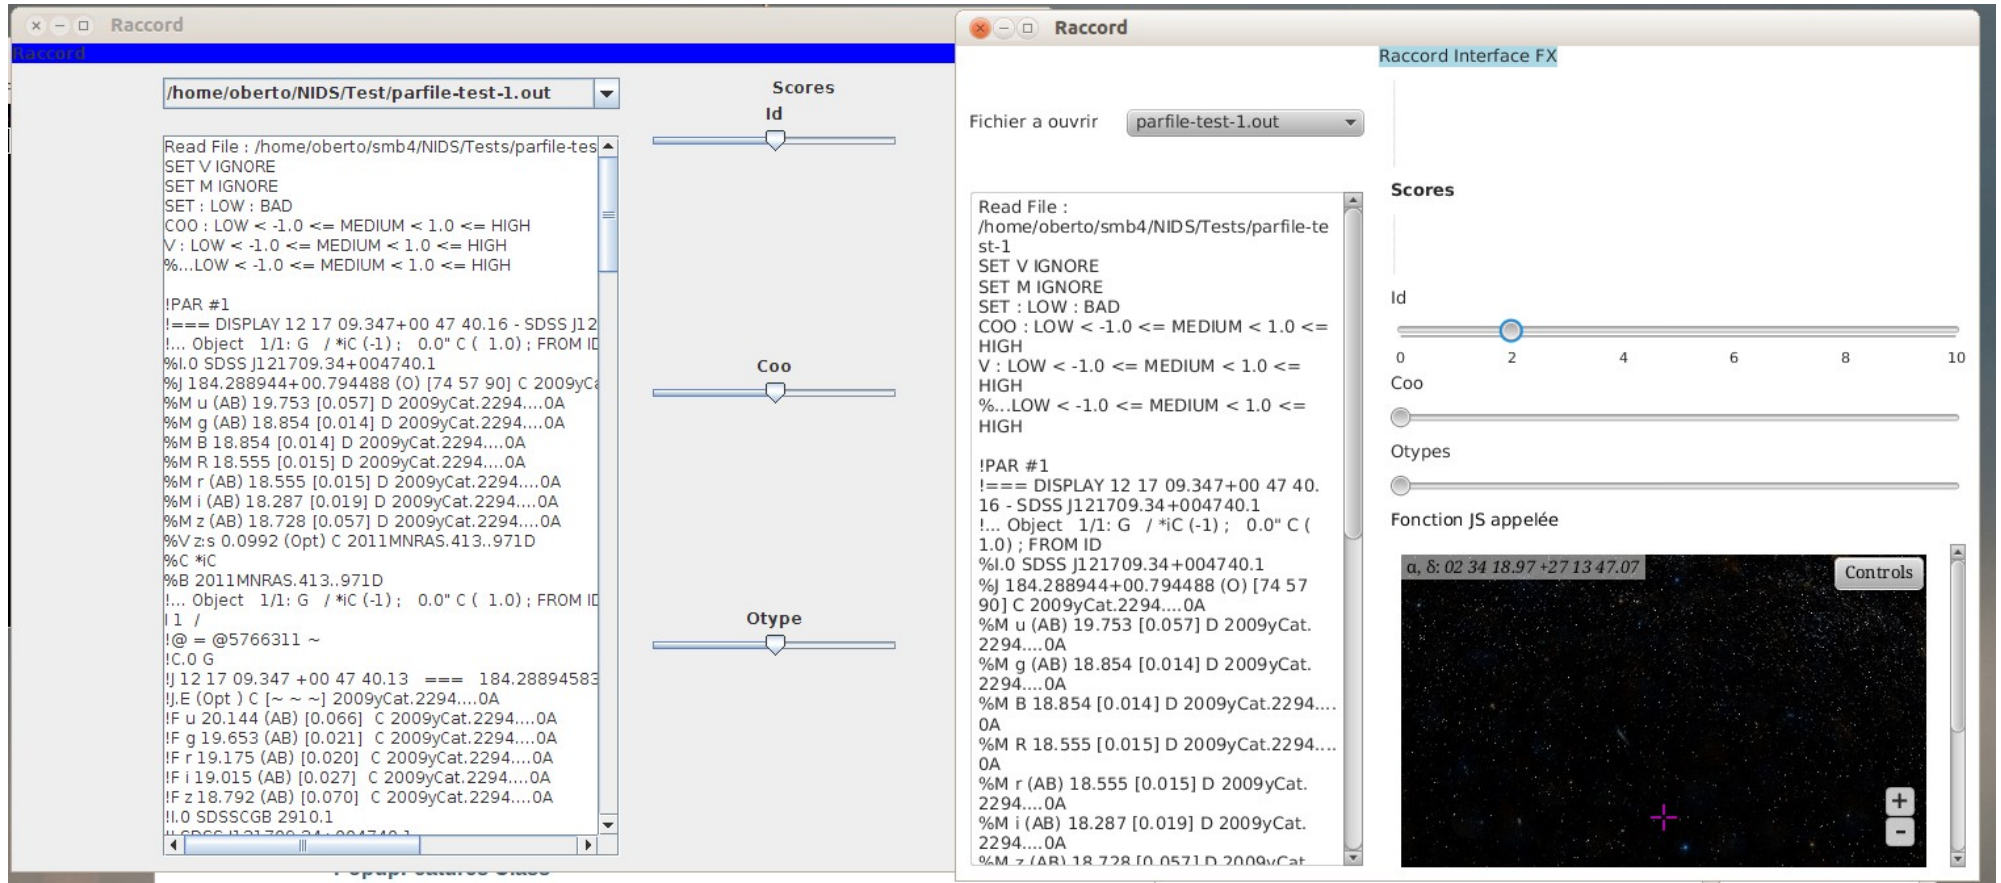 Raccord
Raccord
/home/oberto/NIDS/Test/parfile-test-1.out
Read File : /home/oberto/smb4/NIDS/Tests/parfile-tes
SET V IGNORE
SET M IGNORE
SET : LOW : BAD
COO : LOW < -1.0 <= MEDIUM < 1.0 <= HIGH
V : LOW < -1.0 <= MEDIUM < 1.0 <= HIGH
%...LOW < -1.0 <= MEDIUM < 1.0 <= HIGH
!PAR #1
!=== DISPLAY 12 17 09.347+00 47 40.16 - SDSS J12
!... Object   1/1: G   / *iC (-1) ;   0.0" C (  1.0) ; FROM ID
%I.0 SDSS J121709.34+004740.1
%J 184.288944+00.794488 (O) [74 57 90] C 2009yCa
%M u (AB) 19.753 [0.057] D 2009yCat.2294....0A
%M g (AB) 18.854 [0.014] D 2009yCat.2294....0A
%M B 18.854 [0.014] D 2009yCat.2294....0A
%M R 18.555 [0.015] D 2009yCat.2294....0A
%M r (AB) 18.555 [0.015] D 2009yCat.2294....0A
%M i (AB) 18.287 [0.019] D 2009yCat.2294....0A
%M z (AB) 18.728 [0.057] D 2009yCat.2294....0A
%V z:s 0.0992 (Opt) C 2011MNRAS.413..971D
%C *iC
%B 2011MNRAS.413..971D
!... Object   1/1: G   / *iC (-1) ;   0.0" C (  1.0) ; FROM ID
I 1  /
!@ = @5766311 ~
!C.0 G
!J 12 17 09.347 +00 47 40.13   ===   184.28894583
!J.E (Opt ) C [~ ~ ~] 2009yCat.2294....0A
!F u 20.144 (AB) [0.066]  C 2009yCat.2294....0A
!F g 19.653 (AB) [0.021]  C 2009yCat.2294....0A
!F r 19.175 (AB) [0.020]  C 2009yCat.2294....0A
!F i 19.015 (AB) [0.027]  C 2009yCat.2294....0A
!F z 18.792 (AB) [0.070]  C 2009yCat.2294....0A
!I.0 SDSSCGB 2910.1
Scores
Id
Coo
Otype
Raccord
Raccord Interface FX
Fichier a ouvrir
parfile-test-1.out
Read File :
/home/oberto/smb4/NIDS/Tests/parfile-te
st-1
SET V IGNORE
SET M IGNORE
SET : LOW : BAD
COO : LOW < -1.0 <= MEDIUM < 1.0 <=
HIGH
V : LOW < -1.0 <= MEDIUM < 1.0 <=
HIGH
%...LOW < -1.0 <= MEDIUM < 1.0 <=
HIGH
!PAR #1
!=== DISPLAY 12 17 09.347+00 47 40.
16 - SDSS J121709.34+004740.1
!... Object   1/1: G   / *iC (-1) ;   0.0" C (
1.0) ; FROM ID
%I.0 SDSS J121709.34+004740.1
%J 184.288944+00.794488 (O) [74 57
90] C 2009yCat.2294....0A
%M u (AB) 19.753 [0.057] D 2009yCat.
2294....0A
%M g (AB) 18.854 [0.014] D 2009yCat.
2294....0A
%M B 18.854 [0.014] D 2009yCat.2294....
0A
%M R 18.555 [0.015] D 2009yCat.2294....
0A
%M r (AB) 18.555 [0.015] D 2009yCat.
2294....0A
%M i (AB) 18.287 [0.019] D 2009yCat.
2294....0A
%M z (AB) 18.728 [0.057] D 2009yCat.
Scores
Id
0 2 4 6 8 10
Coo
Otypes
Fonction JS appelée
α, δ: 02 34 18.97 +27 13 47.07
Controls
+
-